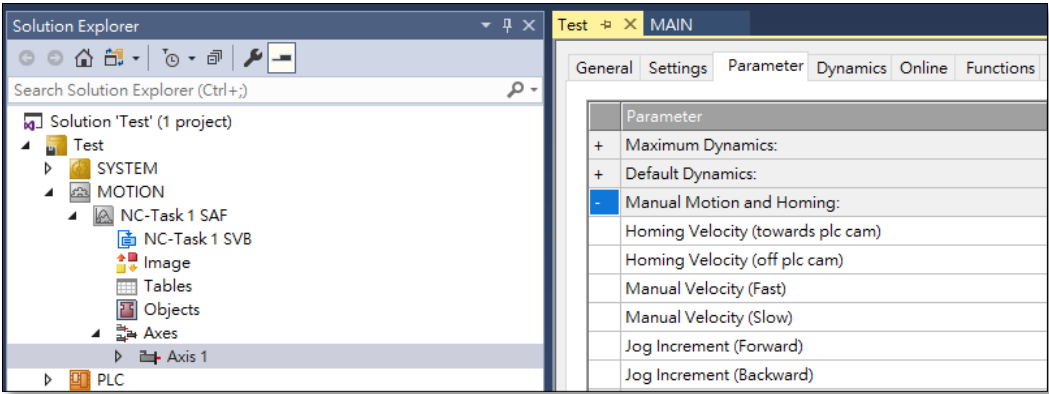 Solution Explorer
Search Solution Explorer (Ctrl+;)
Solution 'Test' (1 project)
Test
SYSTEM
MOTION
NC-Task 1 SAF
NC-Task 1 SVB
Image
Tables
Objects
Axes
Axis 1
PLC
Test MAIN
General Settings Parameter Dynamics Online Functions
Parameter
+ Maximum Dynamics:
+ Default Dynamics:
- Manual Motion and Homing:
Homing Velocity (towards plc cam)
Homing Velocity (off plc cam)
Manual Velocity (Fast)
Manual Velocity (Slow)
Jog Increment (Forward)
Jog Increment (Backward)